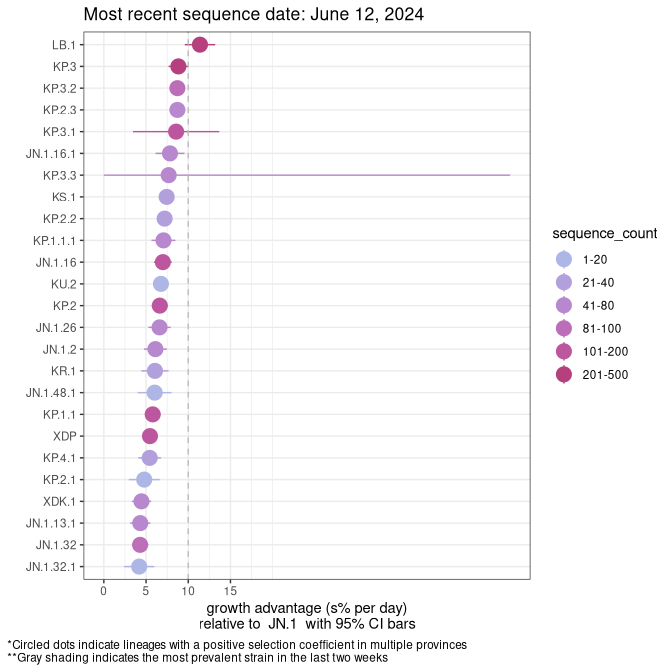 Most recent sequence date: June 12, 2024
LB.1
KP.3
KP.3.2
KP.2.3
KP.3.1
JN.1.16.1
KP.3.3
KS.1
KP.2.2
KP.1.1.1
JN.1.16
KU.2
KP.2
JN.1.26
JN.1.2
KR.1
JN.1.48.1
KP.1.1
XDP
KP.4.1
KP.2.1
XDK.1
JN.1.13.1
JN.1.32
JN.1.32.1
0 5 10 15
growth advantage (s% per day)
relative to JN.1 with 95% CI bars
sequence_count
1-20
21-40
41-80
81-100
101-200
201-500
*Circled dots indicate lineages with a positive selection coefficient in multiple provinces
**Gray shading indicates the most prevalent strain in the last two weeks